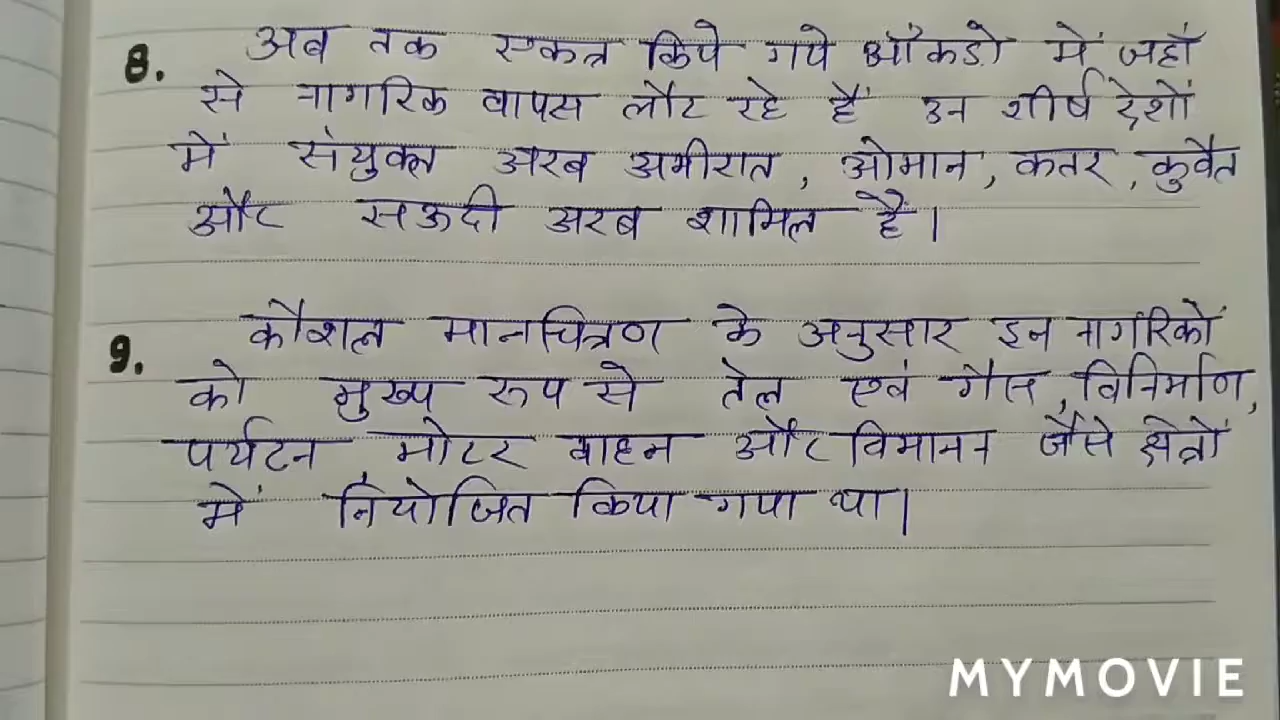 8. अब तक एकत्र किये गये आँकड़ो में जहाँ
से नागरिक वापस लौट रहे हैं उन शीर्ष देशों
में संयुक्त अरब अमीरात, ओमान, कतर, कुवैत
और सऊदी अरब शामिल हैं।
9. कौशल मानचित्रण के अनुसार इन नागरिकों
को मुख्य रुप से तेल एवं गैस, विनिर्माण,
पर्यटन, मोटर वाहन और विमानन जैसे क्षेत्रों
में नियोजित किया गया था।
MYMOVIE